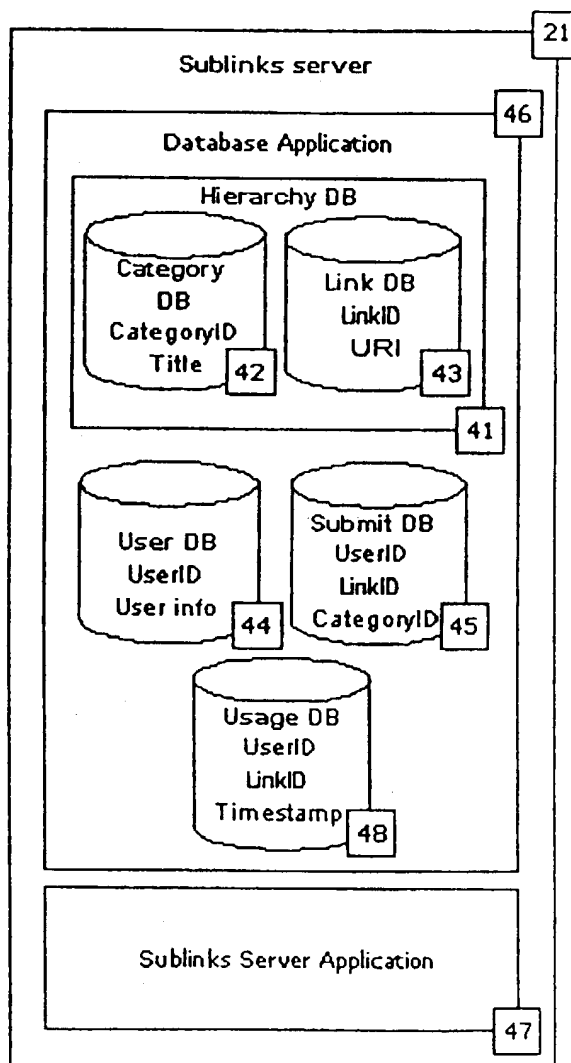 21
Sublinks server
46
Database Application
Hierarchy DB
Category
DB
CategoryID
Title
42
Link DB
LinkID
URI
43
41
User DB
UserID
User info
44
Submit DB
UserID
LinkID
CategoryID
45
Usage DB
UserID
LinkID
Timestamp
48
Sublinks Server Application
47